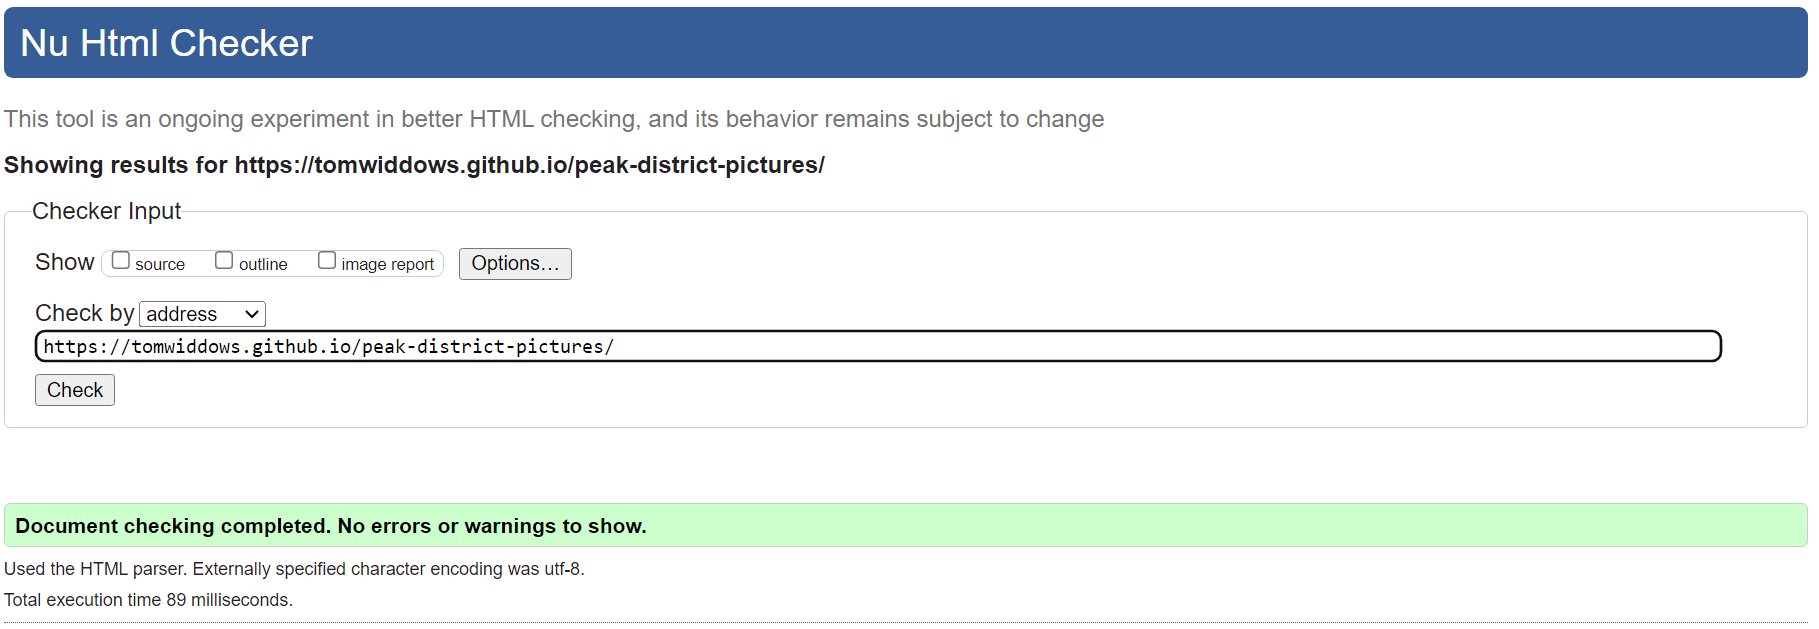 Nu Html Checker
This tool is an ongoing experiment in better HTML checking, and its behavior remains subject to change
Showing results for https://tomwiddows.github.io/peak-district-pictures/
Checker Input
Show source outline image report Options…
Check by address
https://tomwiddows.github.io/peak-district-pictures/
Check
Document checking completed. No errors or warnings to show.
Used the HTML parser. Externally specified character encoding was utf-8.
Total execution time 89 milliseconds.